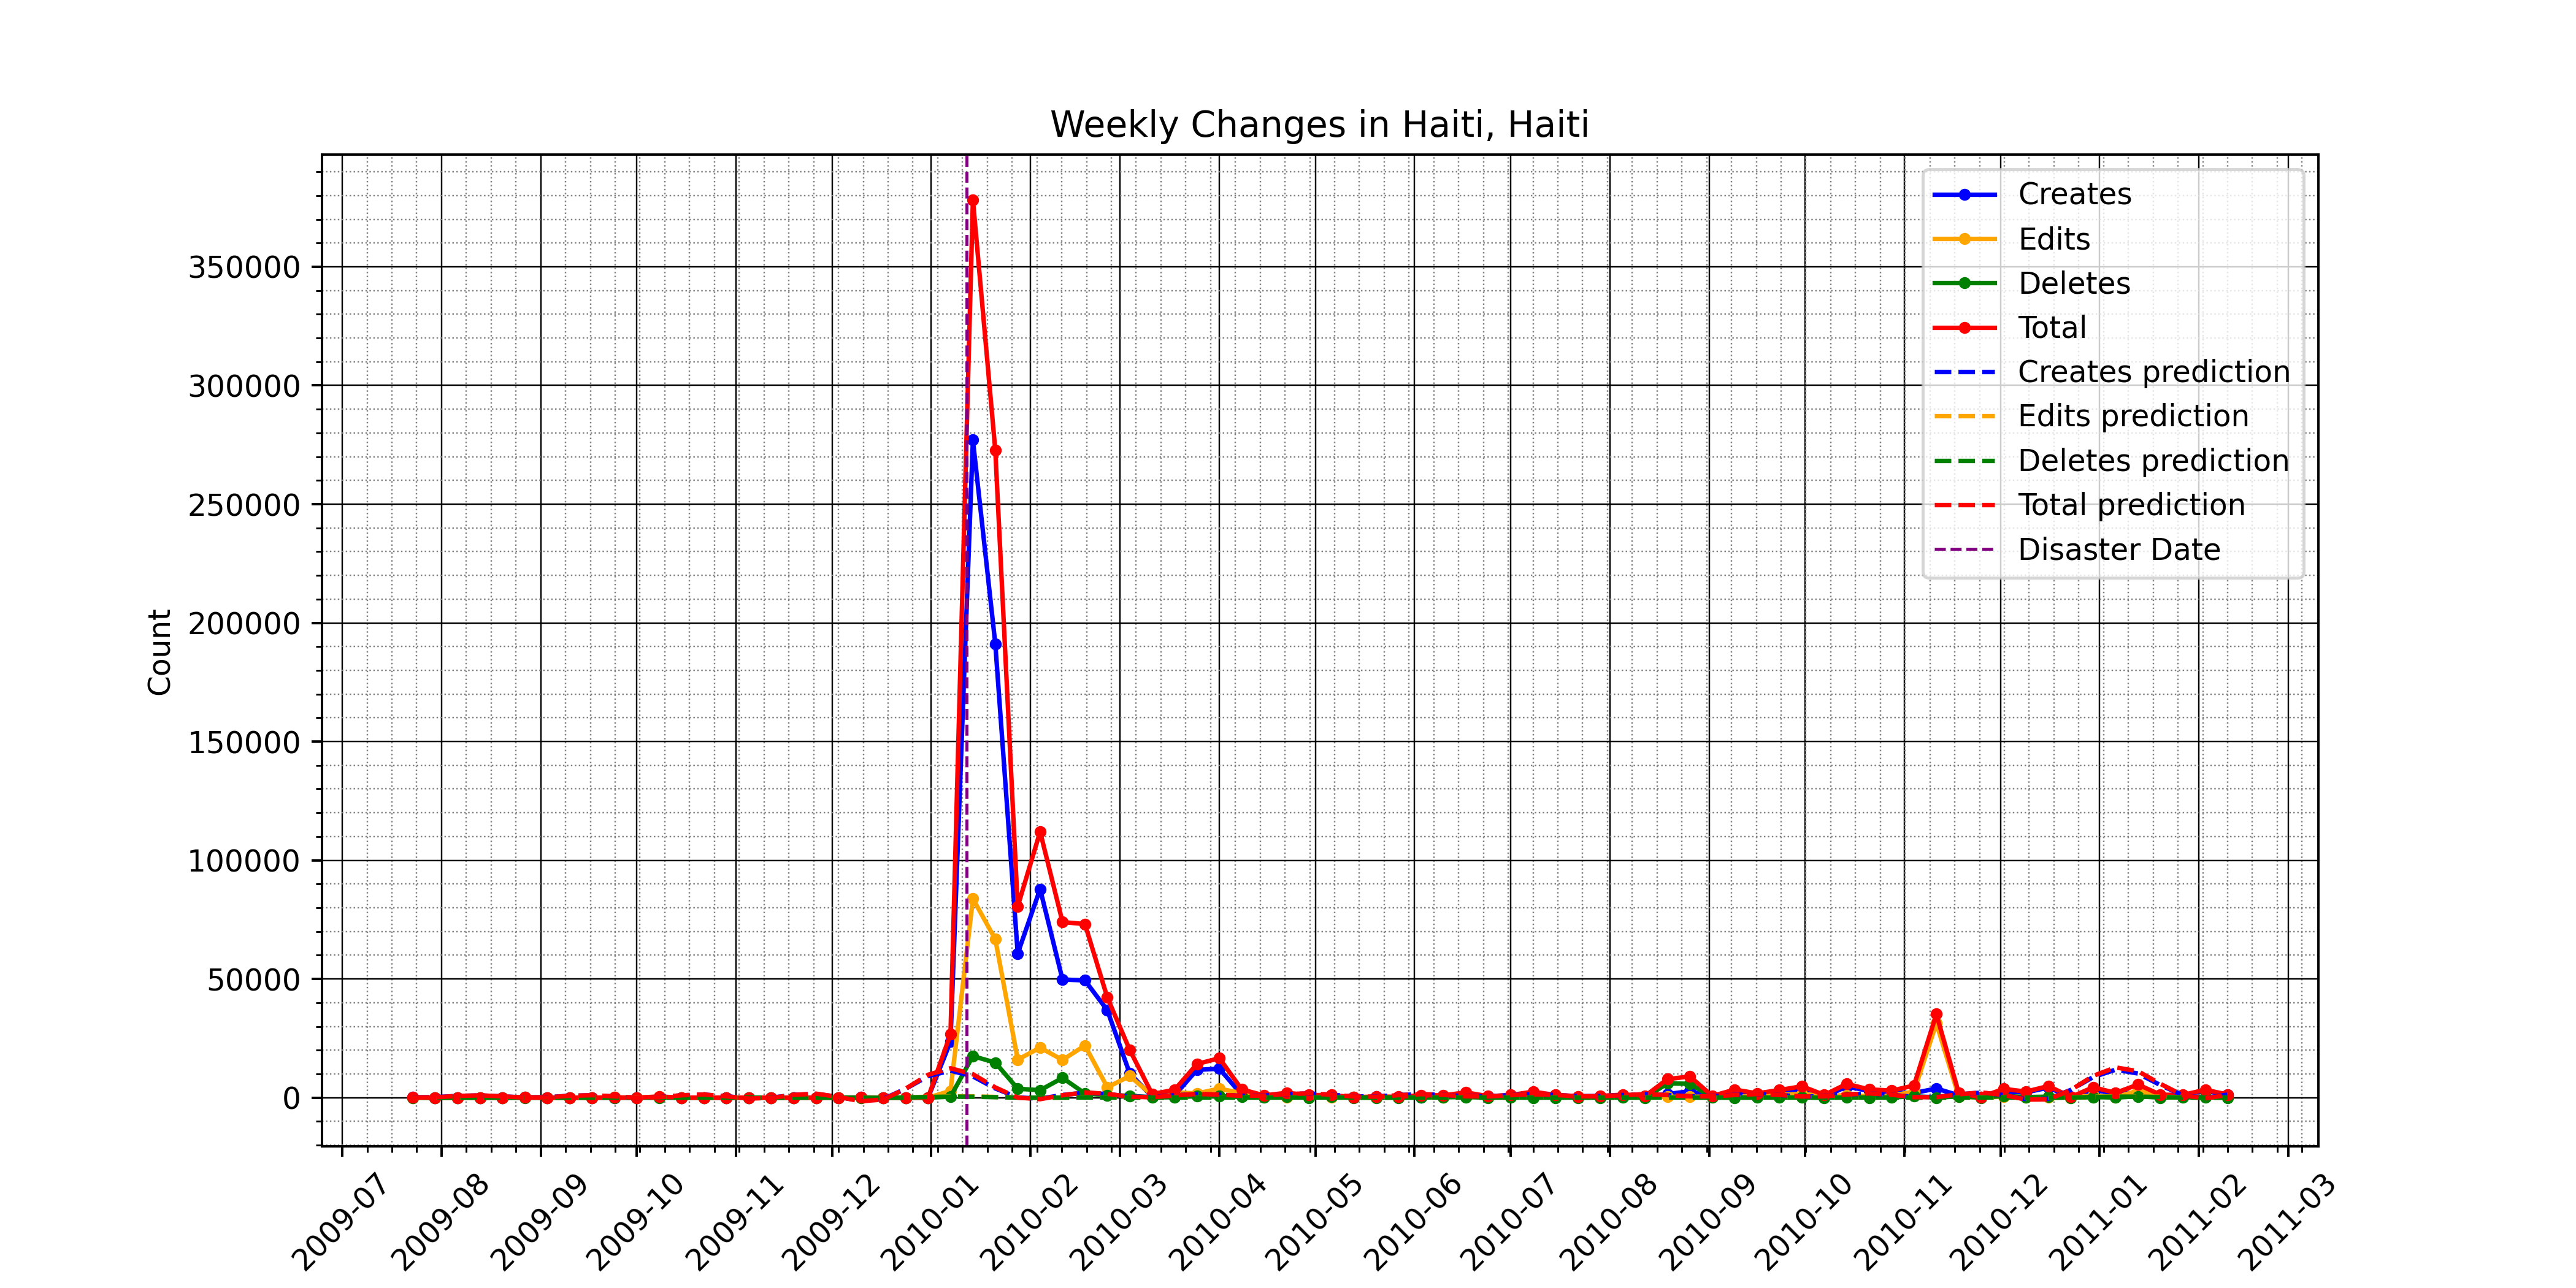 Weekly Changes in Haiti, Haiti
Creates
Edits
Deletes
Total
Creates prediction
Edits prediction
Deletes prediction
Total prediction
Disaster Date
Count
350000
300000
250000
200000
150000
100000
50000
0
2009-07
2009-08
2009-09
2009-10
2009-11
2009-12
2010-01
2010-02
2010-03
2010-04
2010-05
2010-06
2010-07
2010-08
2010-09
2010-10
2010-11
2010-12
2011-01
2011-02
2011-03